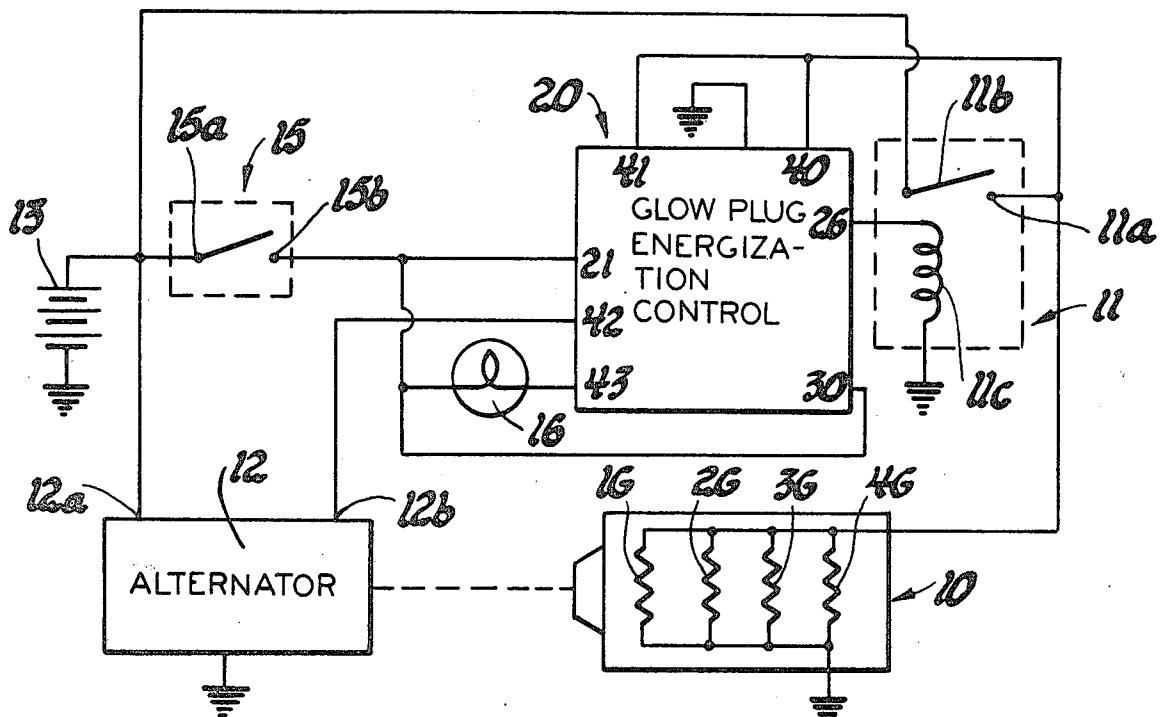 20
11b
15a
15
41
40
13
15b
GLOW PLUG
26
ENERGIZA-
11a
21
TION
42
CONTROL
11
43
30
16
11c
12
1G
2G
3G
4G
12a
12b
ALTERNATOR
10